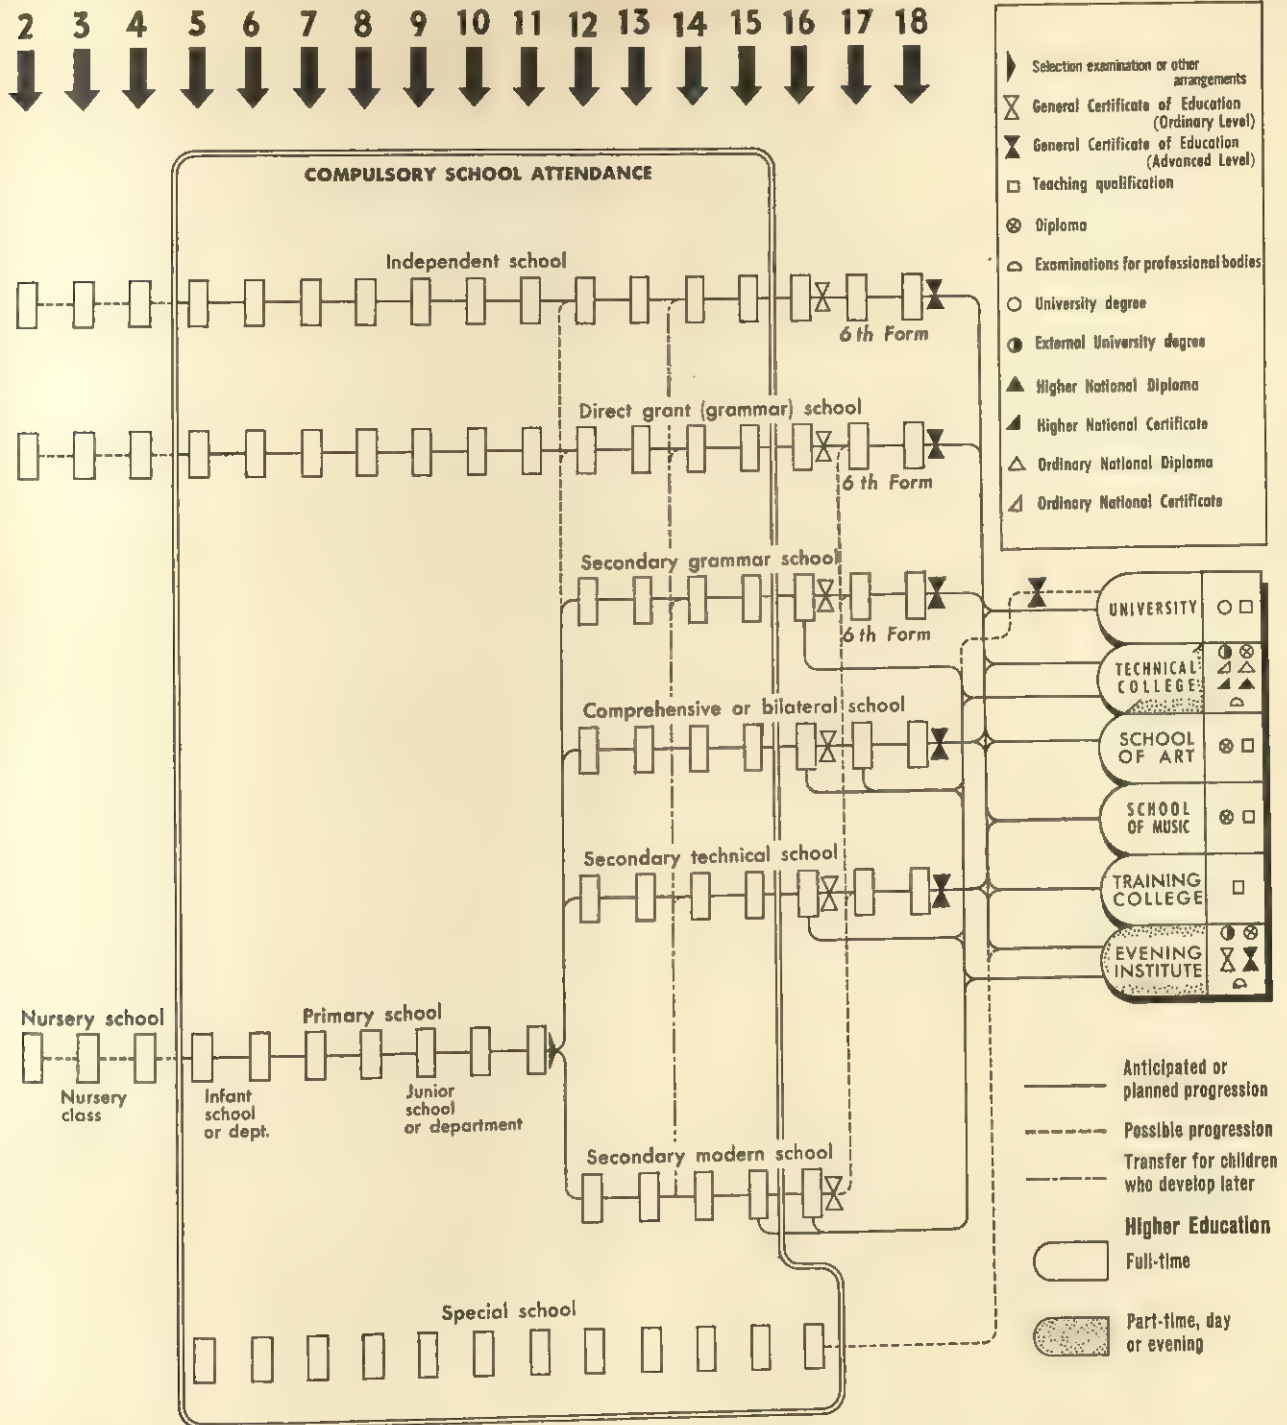 2 3 4 5 6 7 8 9 10 11 12 13 14 15 16 17 18
COMPULSORY SCHOOL ATTENDANCE
Independent school
6 th Form
Direct grant (grammar) school
6 th Form
Secondary grammar school
6 th Form
Comprehensive or bilateral school
Secondary technical school
Nursery school
Nursery
class
Primary school
Infant
school
or dept.
Junior
school
or department
Secondary modern school
Special school
Selection examination or other
arrangements
General Certificate of Education
(Ordinary Level)
General Certificate of Education
(Advanced Level)
Teaching qualification
Diploma
Examinations for professional bodies
University degree
External University degree
Higher National Diploma
Higher National Certificate
Ordinary National Diploma
Ordinary National Certificate
UNIVERSITY
TECHNICAL
COLLEGE
SCHOOL
OF ART
SCHOOL
OF MUSIC
TRAINING
COLLEGE
EVENING
INSTITUTE
Anticipated or
planned progression
Possible progression
Transfer for children
who develop later
Higher Education
Full-time
Part-time, day
or evening